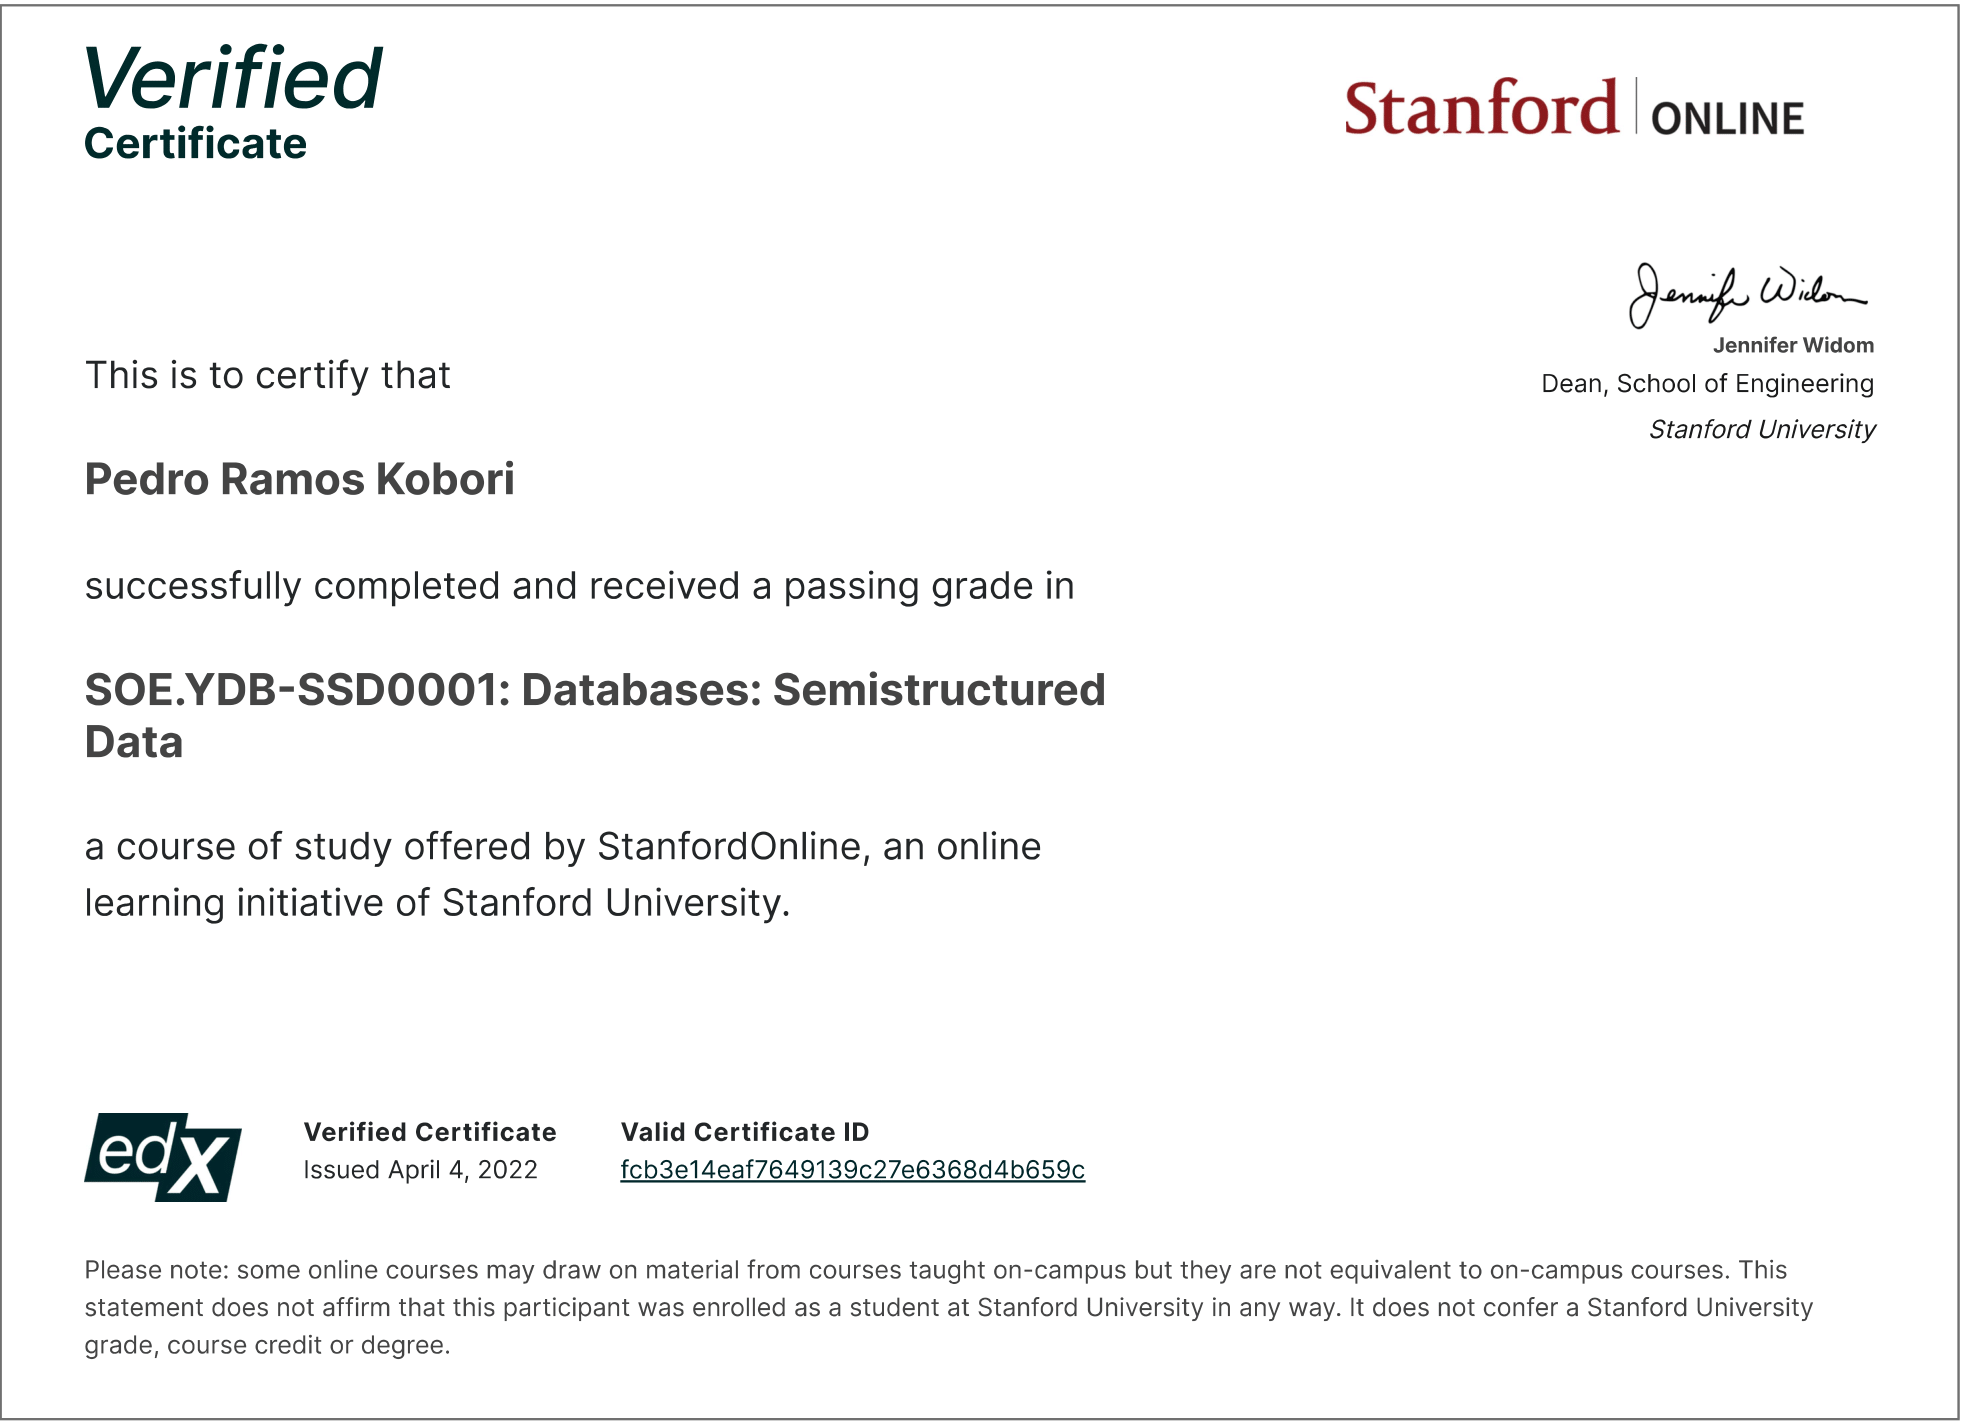 Verified
Certificate
Stanford ONLINE
Jennifer Widom
Jennifer Widom
Dean, School of Engineering
Stanford University
This is to certify that
Pedro Ramos Kobori
successfully completed and received a passing grade in
SOE.YDB-SSD0001: Databases: Semistructured
Data
a course of study offered by StanfordOnline, an online
learning initiative of Stanford University.
edX
Verified Certificate
Issued April 4, 2022
Valid Certificate ID
fcb3e14eaf7649139c27e6368d4b659c
Please note: some online courses may draw on material from courses taught on-campus but they are not equivalent to on-campus courses. This
statement does not affirm that this participant was enrolled as a student at Stanford University in any way. It does not confer a Stanford University
grade, course credit or degree.